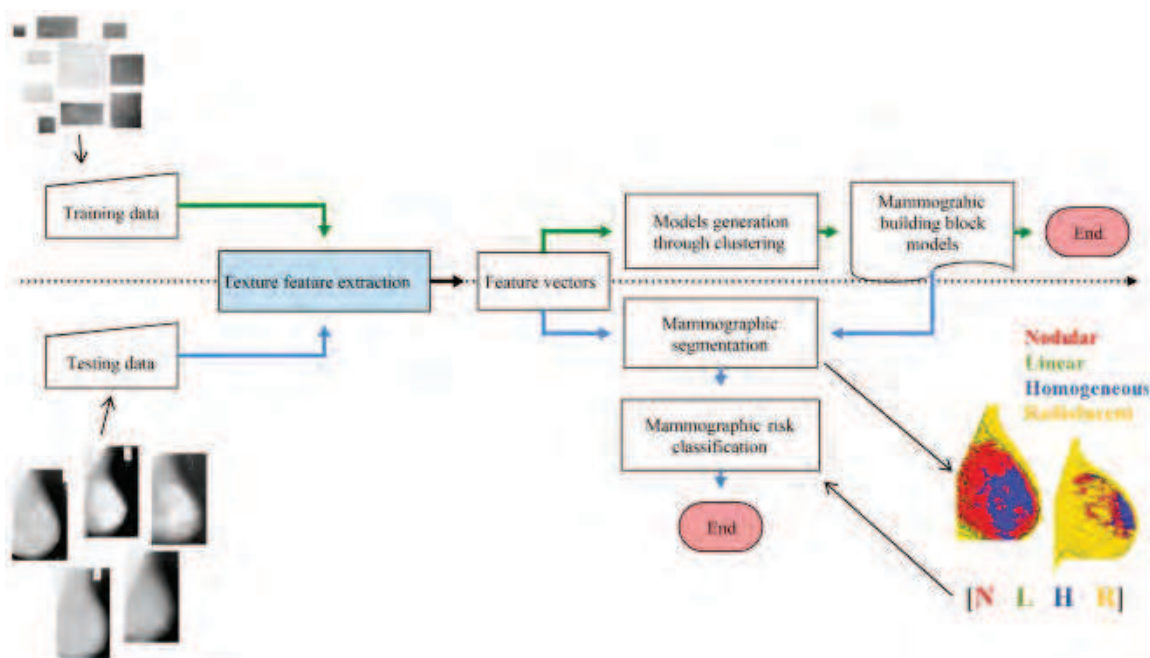 Training data
Models generation
through clustering
Mammograhic
building block
models
End
Texture feature extraction
Feature vectors
Testing data
Mammographic
segmentation
Nodular
Linear
Homogeneous
Radiolucent
Mammographic risk
classification
End
[N L H R]